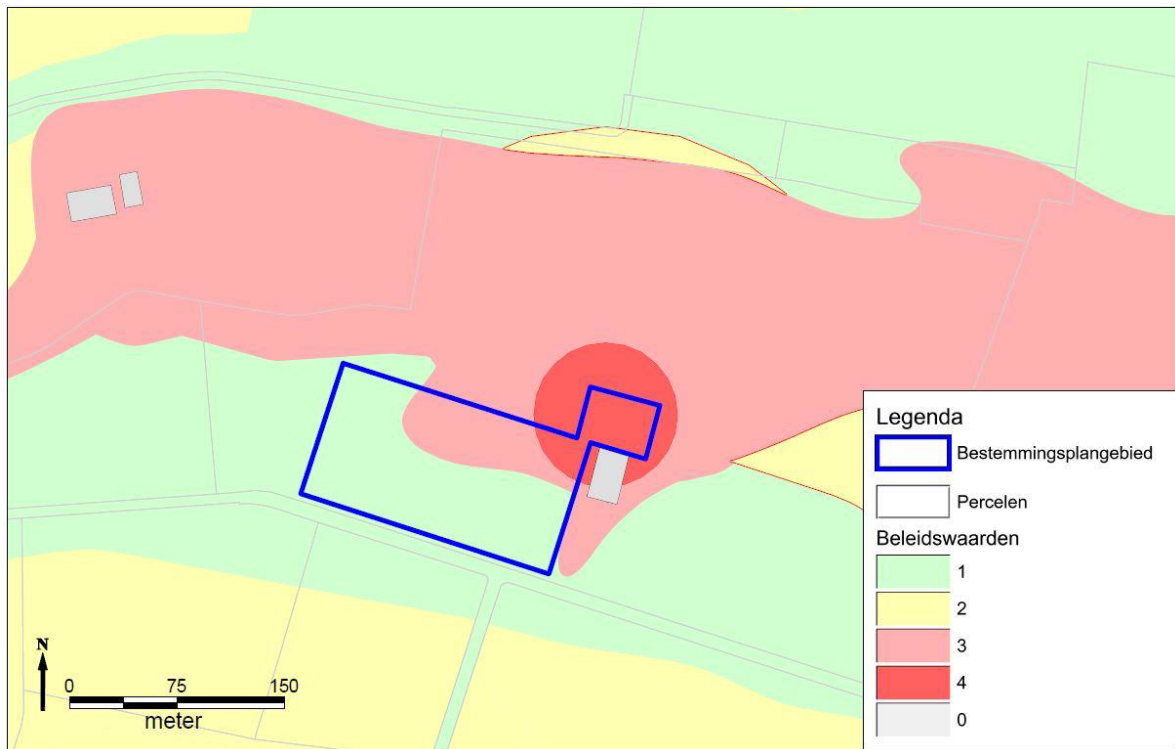 Legenda
Bestemmingsplangebied
Percelen
Beleidswaarden
1
2
3
4
0
N
0 75 150
meter